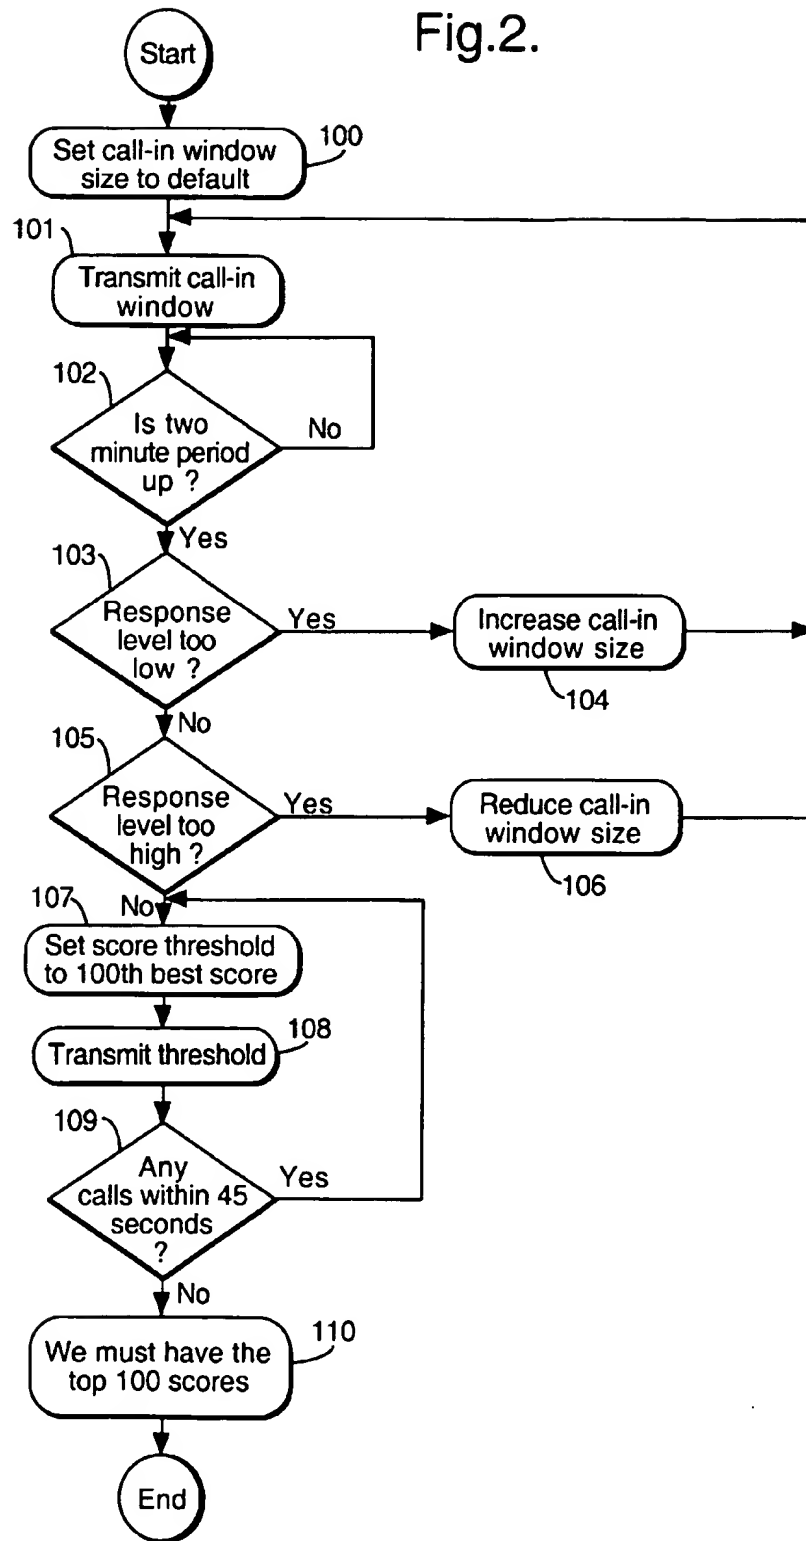 Fig.2.
Start
100
Set call-in window
size to default
101
Transmit call-in
window
102
Is two
minute period
up ?
No
Yes
103
Response
level too
low ?
Yes
Increase call-in
window size
104
No
105
Response
level too
high ?
Yes
Reduce call-in
window size
106
No
107
Set score threshold
to 100th best score
108
Transmit threshold
109
Any
calls within 45
seconds
?
Yes
No
110
We must have the
top 100 scores
End